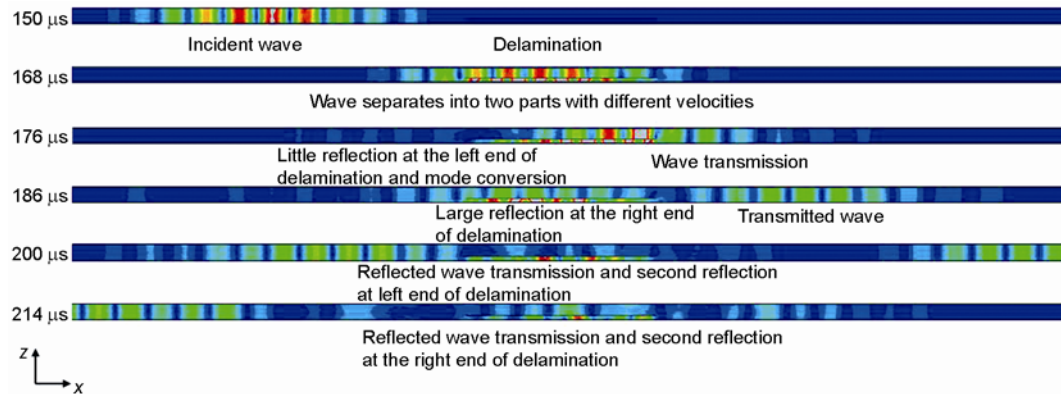 150 μs
Incident wave
Delamination
168 μs
Wave separates into two parts with different velocities
176 μs
Little reflection at the left end of
delamination and mode conversion
Wave transmission
186 μs
Large reflection at the right end
of delamination
Transmitted wave
200 μs
Reflected wave transmission and second reflection
at left end of delamination
214 μs
Reflected wave transmission and second reflection
at the right end of delamination
z
x